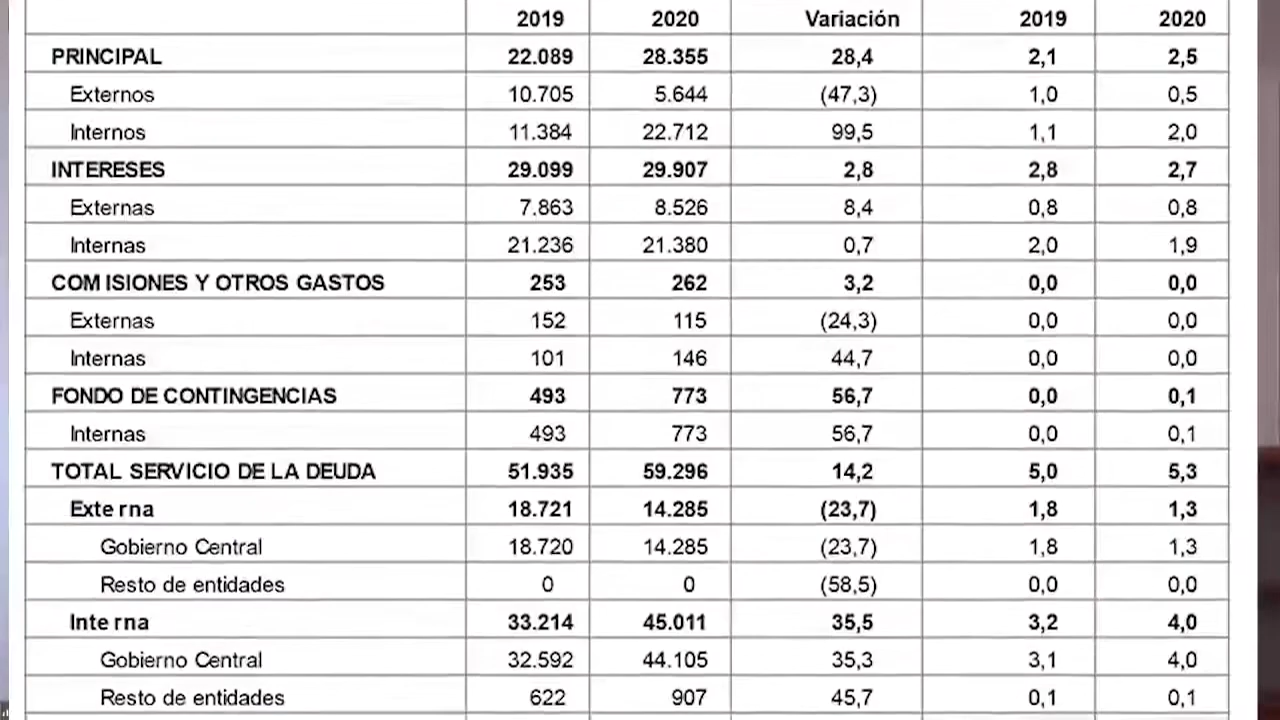 2019 2020 Variación 2019 2020
PRINCIPAL 22.089 28.355 28,4 2,1 2,5
Externos 10.705 5.644 (47,3) 1,0 0,5
Internos 11.384 22.712 99,5 1,1 2,0
INTERESES 29.099 29.907 2,8 2,8 2,7
Externas 7.863 8.526 8,4 0,8 0,8
Internas 21.236 21.380 0,7 2,0 1,9
COMISIONES Y OTROS GASTOS 253 262 3,2 0,0 0,0
Externas 152 115 (24,3) 0,0 0,0
Internas 101 146 44,7 0,0 0,0
FONDO DE CONTINGENCIAS 493 773 56,7 0,0 0,1
Internas 493 773 56,7 0,0 0,1
TOTAL SERVICIO DE LA DEUDA 51.935 59.296 14,2 5,0 5,3
Externa 18.721 14.285 (23,7) 1,8 1,3
Gobierno Central 18.720 14.285 (23,7) 1,8 1,3
Resto de entidades 0 0 (58,5) 0,0 0,0
Interna 33.214 45.011 35,5 3,2 4,0
Gobierno Central 32.592 44.105 35,3 3,1 4,0
Resto de entidades 622 907 45,7 0,1 0,1